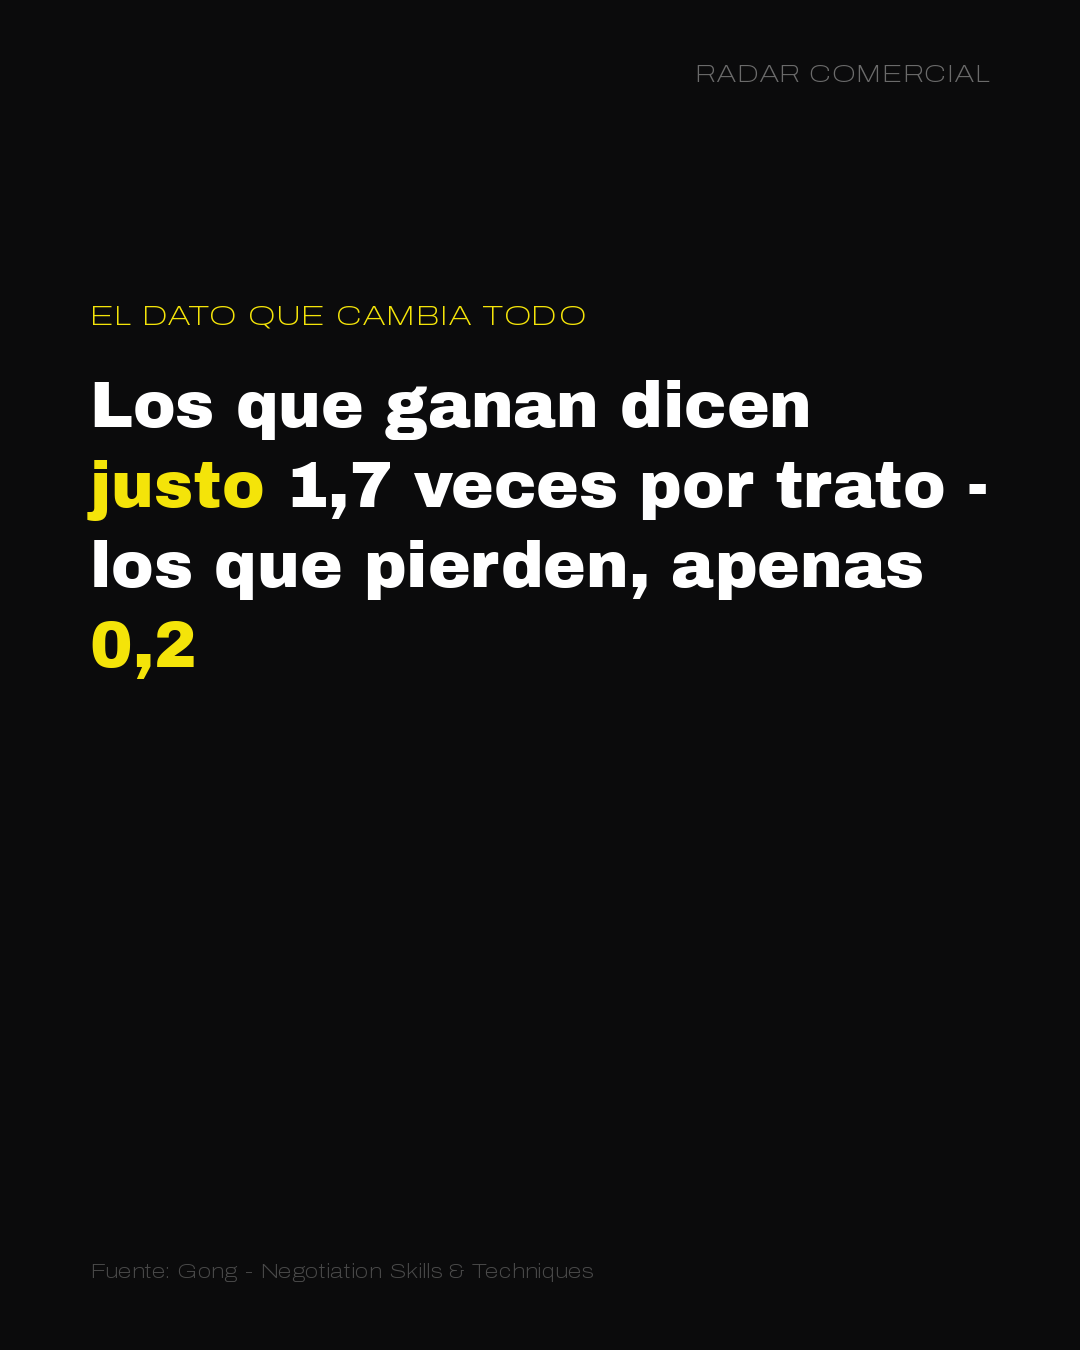 RADAR COMERCIAL
EL DATO QUE CAMBIA TODO
Los que ganan dicen
justo 1,7 veces por trato -
los que pierden, apenas
0,2
Fuente: Gong - Negotiation Skills & Techniques